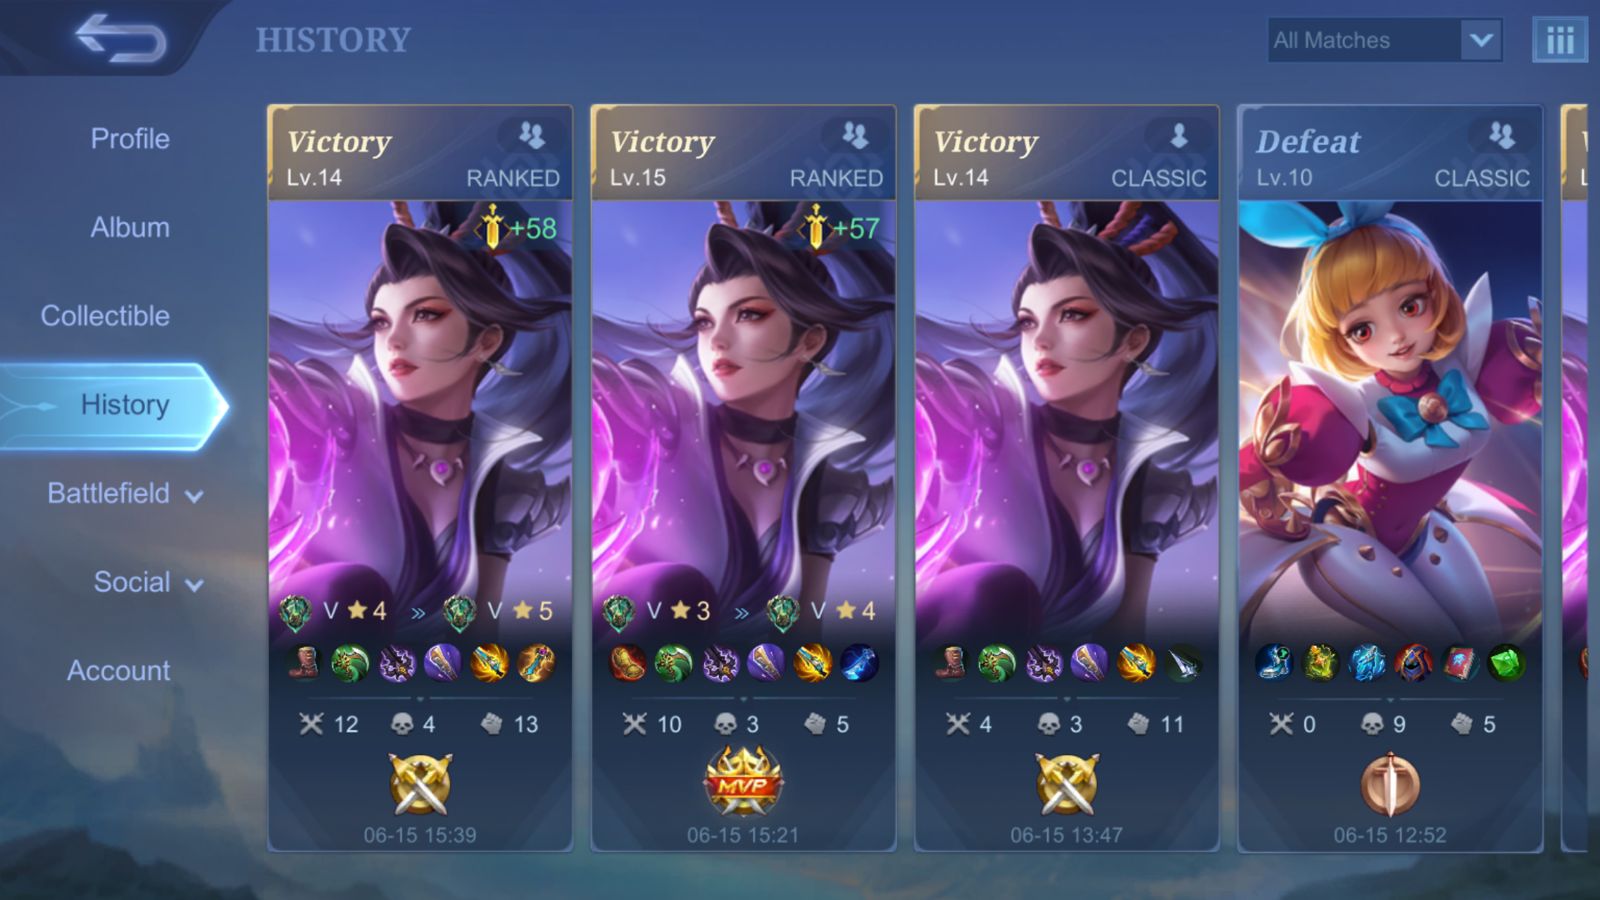 HISTORY
All Matches
Profile
Album
Collectible
History
Battlefield
Social
Account
Victory
Lv.14
RANKED
+58
V 4 » V 5
12 4 13
06-15 15:39
Victory
Lv.15
RANKED
+57
V 3 » V 4
10 3 5
MVP
06-15 15:21
Victory
Lv.14
CLASSIC
4 3 11
06-15 13:47
Defeat
Lv.10
CLASSIC
0 9 5
06-15 12:52